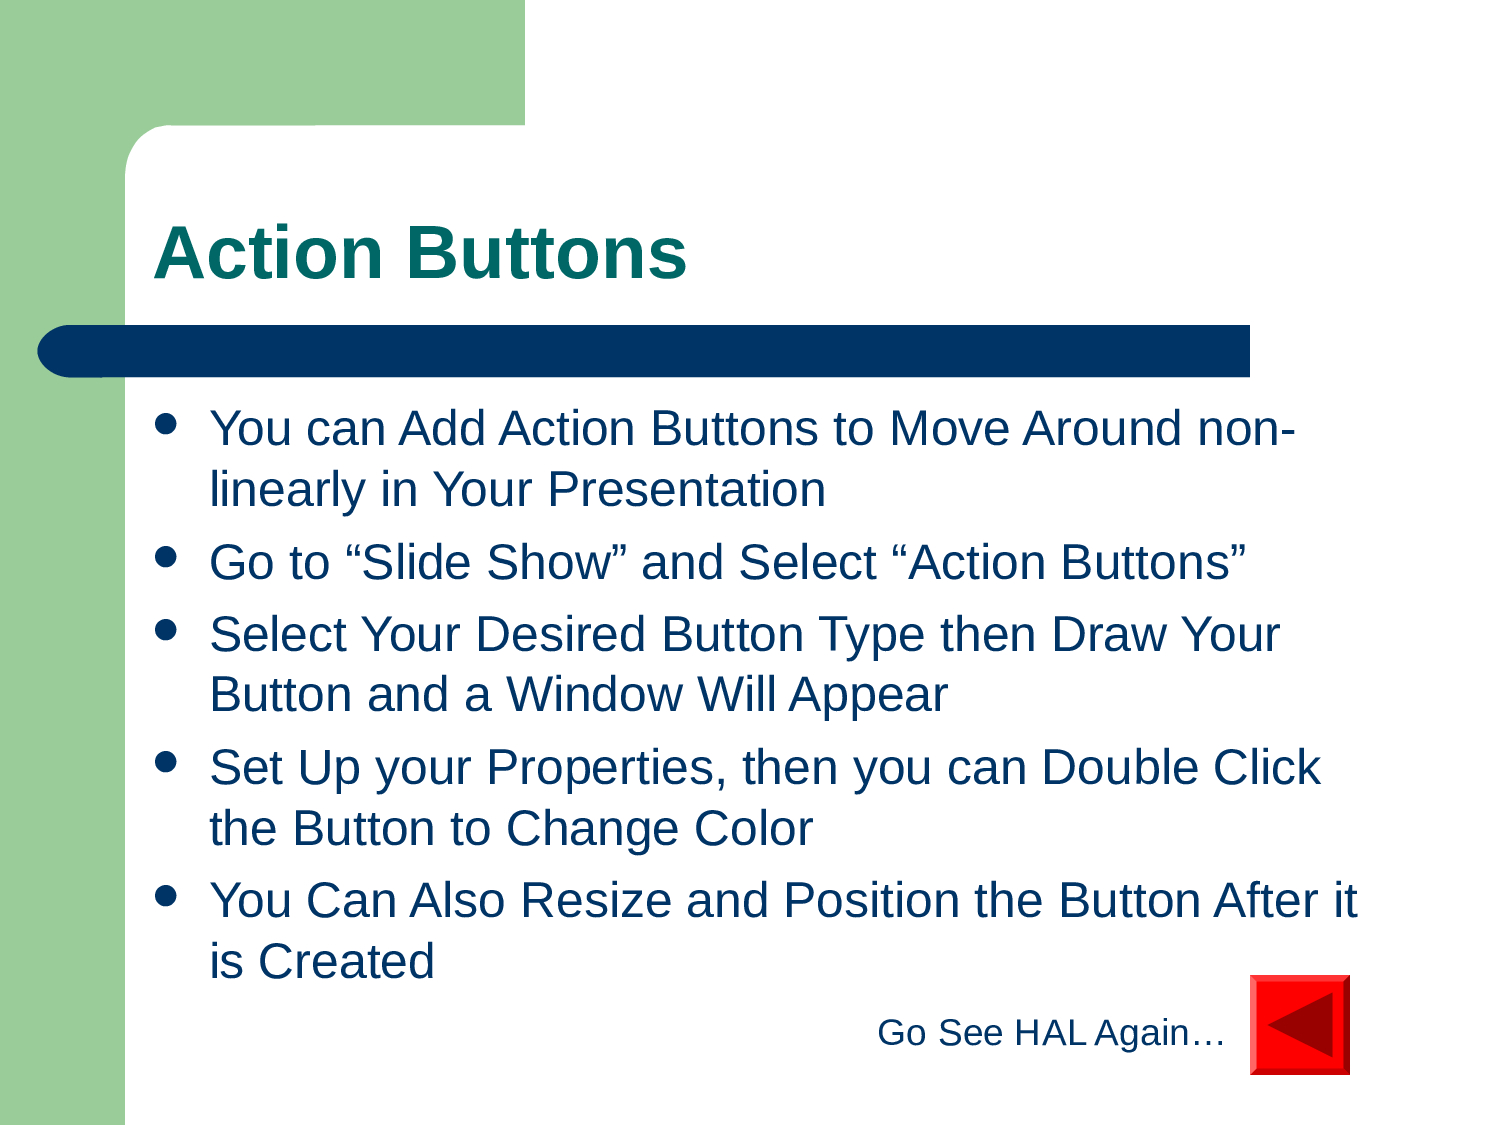 Action Buttons
You can Add Action Buttons to Move Around non-
linearly in Your Presentation
Go to “Slide Show” and Select “Action Buttons”
Select Your Desired Button Type then Draw Your
Button and a Window Will Appear
Set Up your Properties, then you can Double Click
the Button to Change Color
You Can Also Resize and Position the Button After it
is Created
Go See HAL Again…